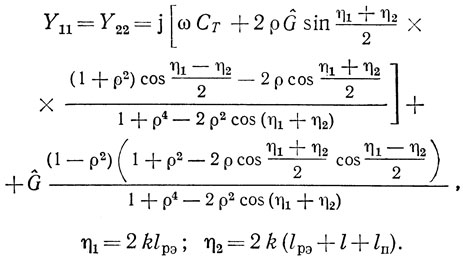 Y₁₁ = Y₂₂ = j [ ω C_T + 2 ρ Ĝ sin (η₁ + η₂)/2 ×
× ((1 + ρ²) cos (η₁ − η₂)/2 − 2 ρ cos (η₁ + η₂)/2) / (1 + ρ⁴ − 2 ρ² cos (η₁ + η₂)) ] +
+ Ĝ (1 − ρ²) (1 + ρ² − 2 ρ cos (η₁ + η₂)/2 cos (η₁ − η₂)/2) / (1 + ρ⁴ − 2 ρ² cos (η₁ + η₂)) ,
η₁ = 2 kl_рэ ; η₂ = 2 k (l_рэ + l + l_п).